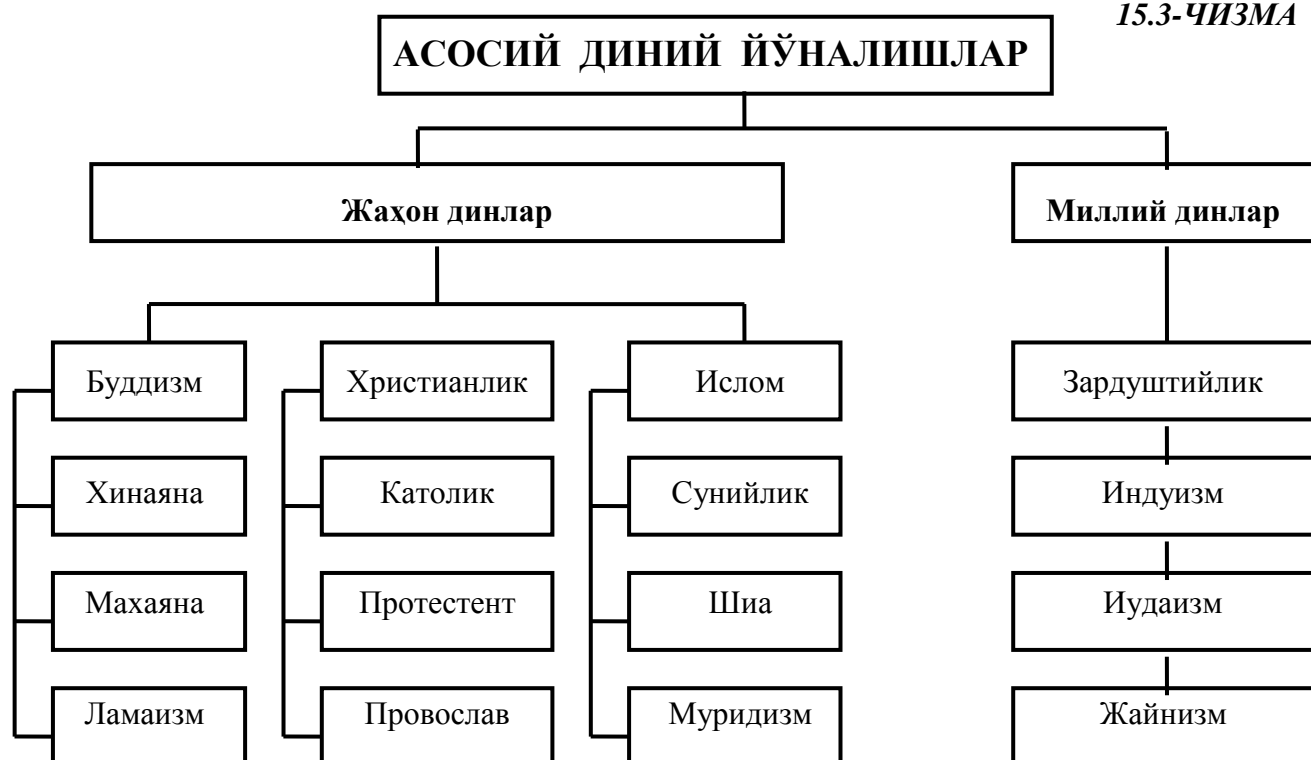 15.3-ЧИЗМА
АСОСИЙ ДИНИЙ ЙЎНАЛИШЛАР
Жаҳон динлар
Миллий динлар
Буддизм
Христианлик
Ислом
Зардуштийлик
Хинаяна
Католик
Сунийлик
Индуизм
Махаяна
Протестент
Шиа
Иудаизм
Ламаизм
Провослав
Муридизм
Жайнизм